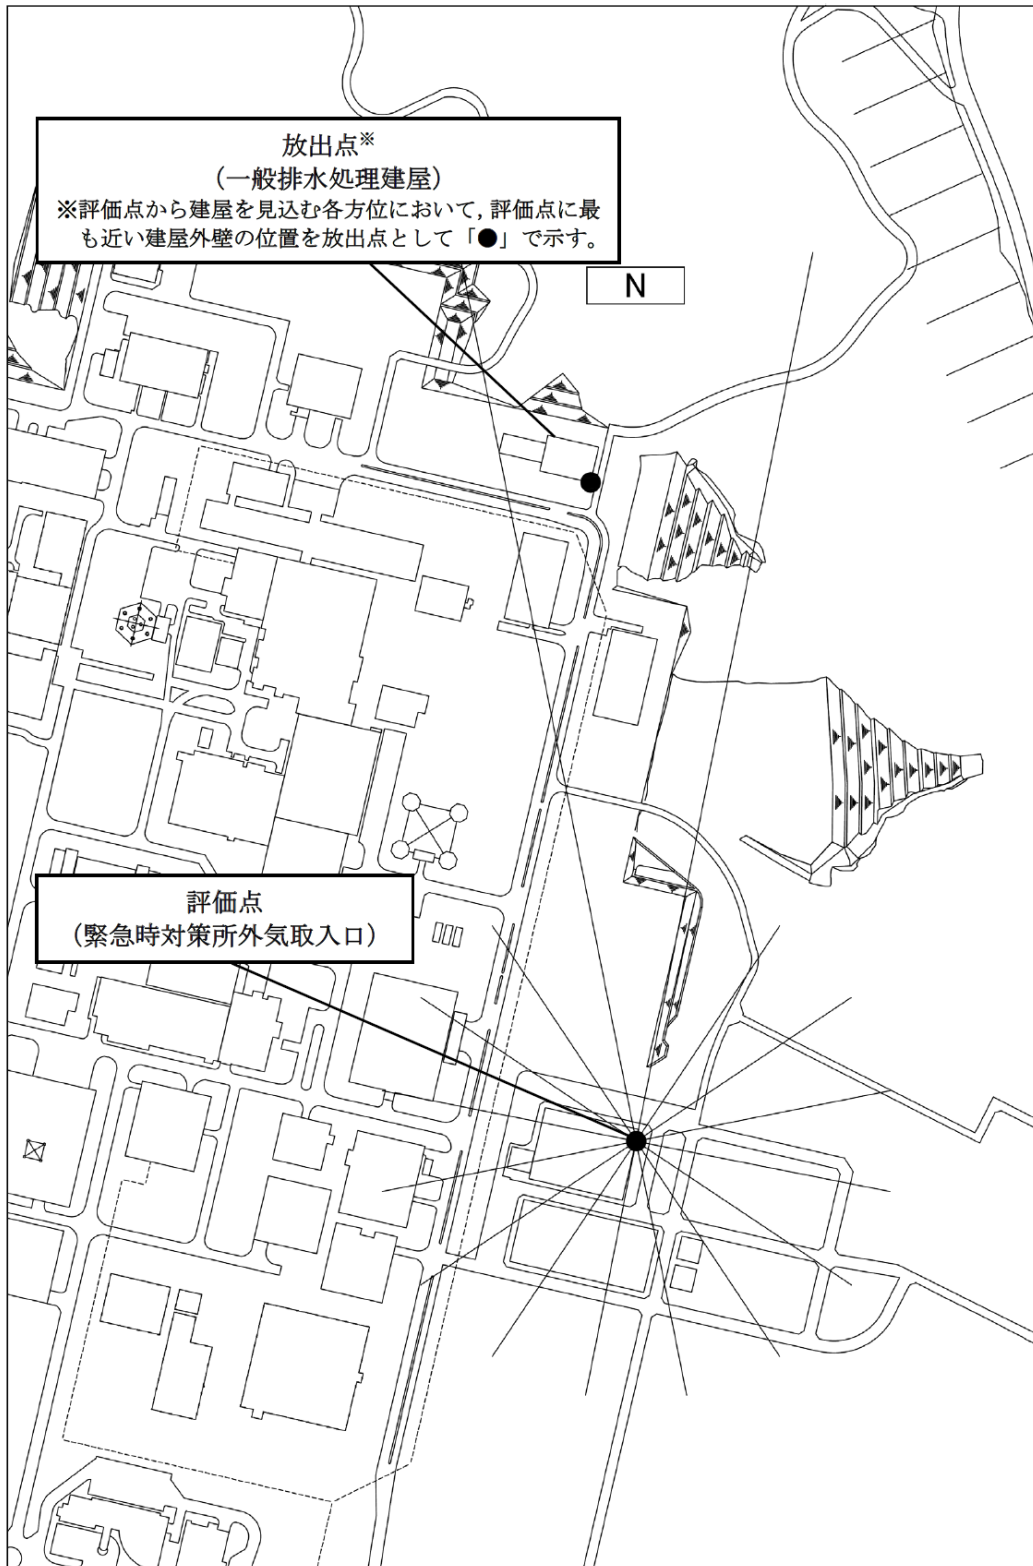 放出点※
（一般排水処理建屋）
※評価点から建屋を見込む各方位において，評価点に最
も近い建屋外壁の位置を放出点として「●」で示す。
N
評価点
（緊急時対策所外気取入口）